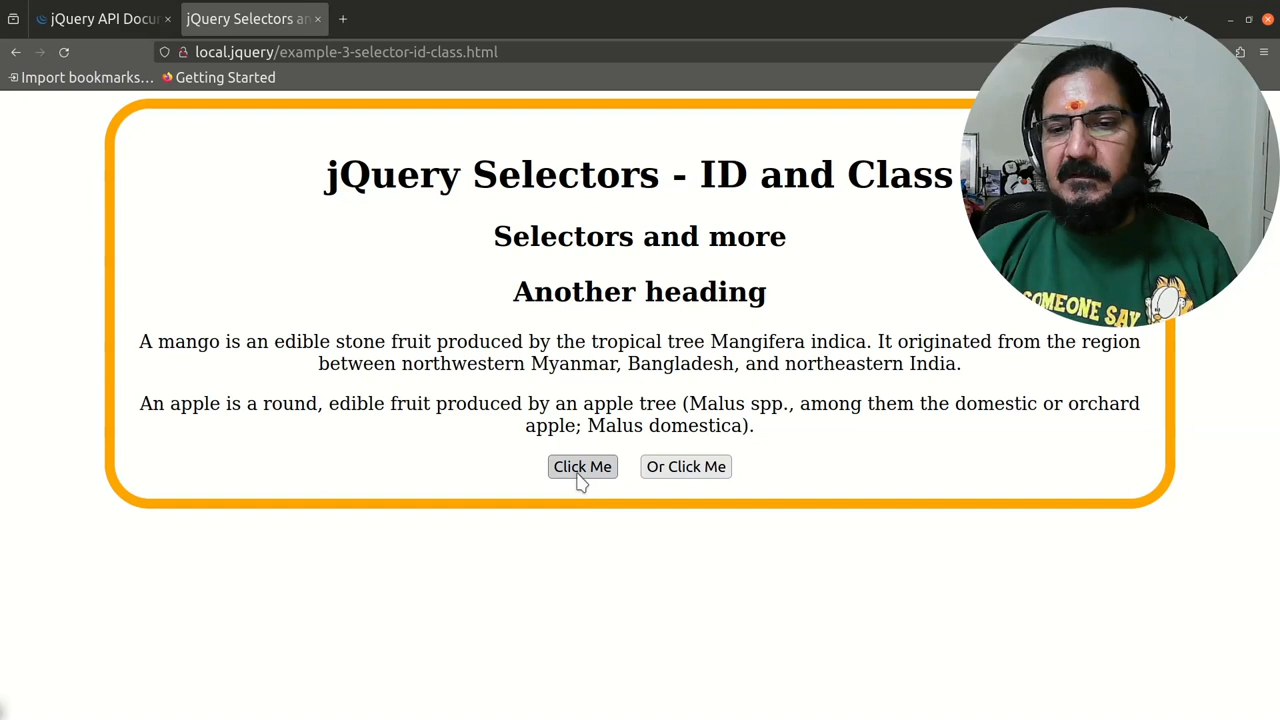 jQuery API Docu
jQuery Selectors an
local.jquery/example-3-selector-id-class.html
Import bookmarks...
Getting Started
jQuery Selectors - ID and Class
Selectors and more
Another heading
A mango is an edible stone fruit produced by the tropical tree Mangifera indica. It originated from the region
between northwestern Myanmar, Bangladesh, and northeastern India.
An apple is a round, edible fruit produced by an apple tree (Malus spp., among them the domestic or orchard
apple; Malus domestica).
Click Me
Or Click Me
SOMEONE SAY